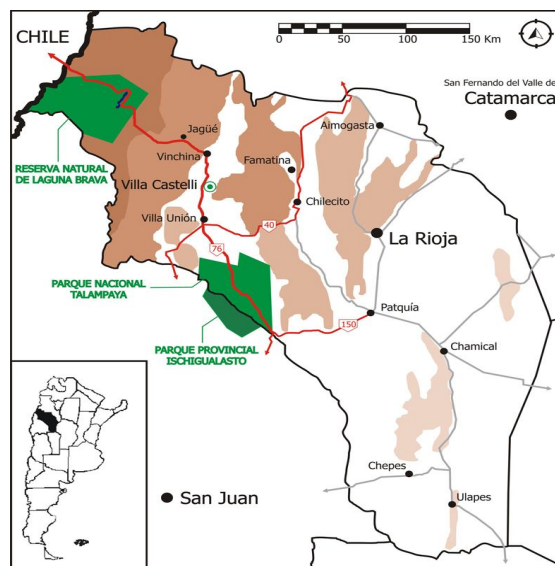 CHILE
0 50 100 150 Km
San Fernando del Valle de
Catamarca
Jagüé
Aimogasta
RESERVA NATURAL
DE LAGUNA BRAVA
Vinchina
Famatina
Villa Castelli
Chilecito
Villa Unión
40
La Rioja
76
PARQUE NACIONAL
TALAMPAYA
Patquía
150
PARQUE PROVINCIAL
ISCHIGUALASTO
Chamical
Chepes
San Juan
Ulapes